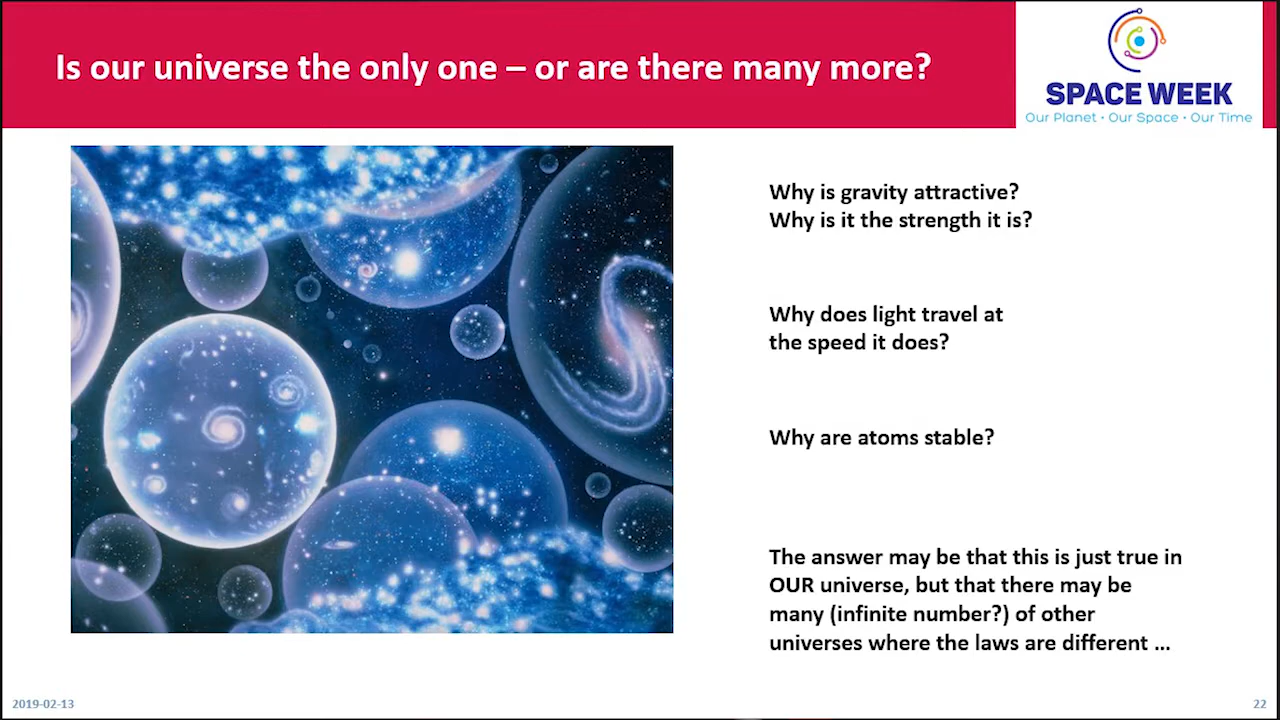 Is our universe the only one – or are there many more?
SPACE WEEK
Our Planet • Our Space • Our Time
Why is gravity attractive?
Why is it the strength it is?
Why does light travel at
the speed it does?
Why are atoms stable?
The answer may be that this is just true in
OUR universe, but that there may be
many (infinite number?) of other
universes where the laws are different ...
2019-02-13
22